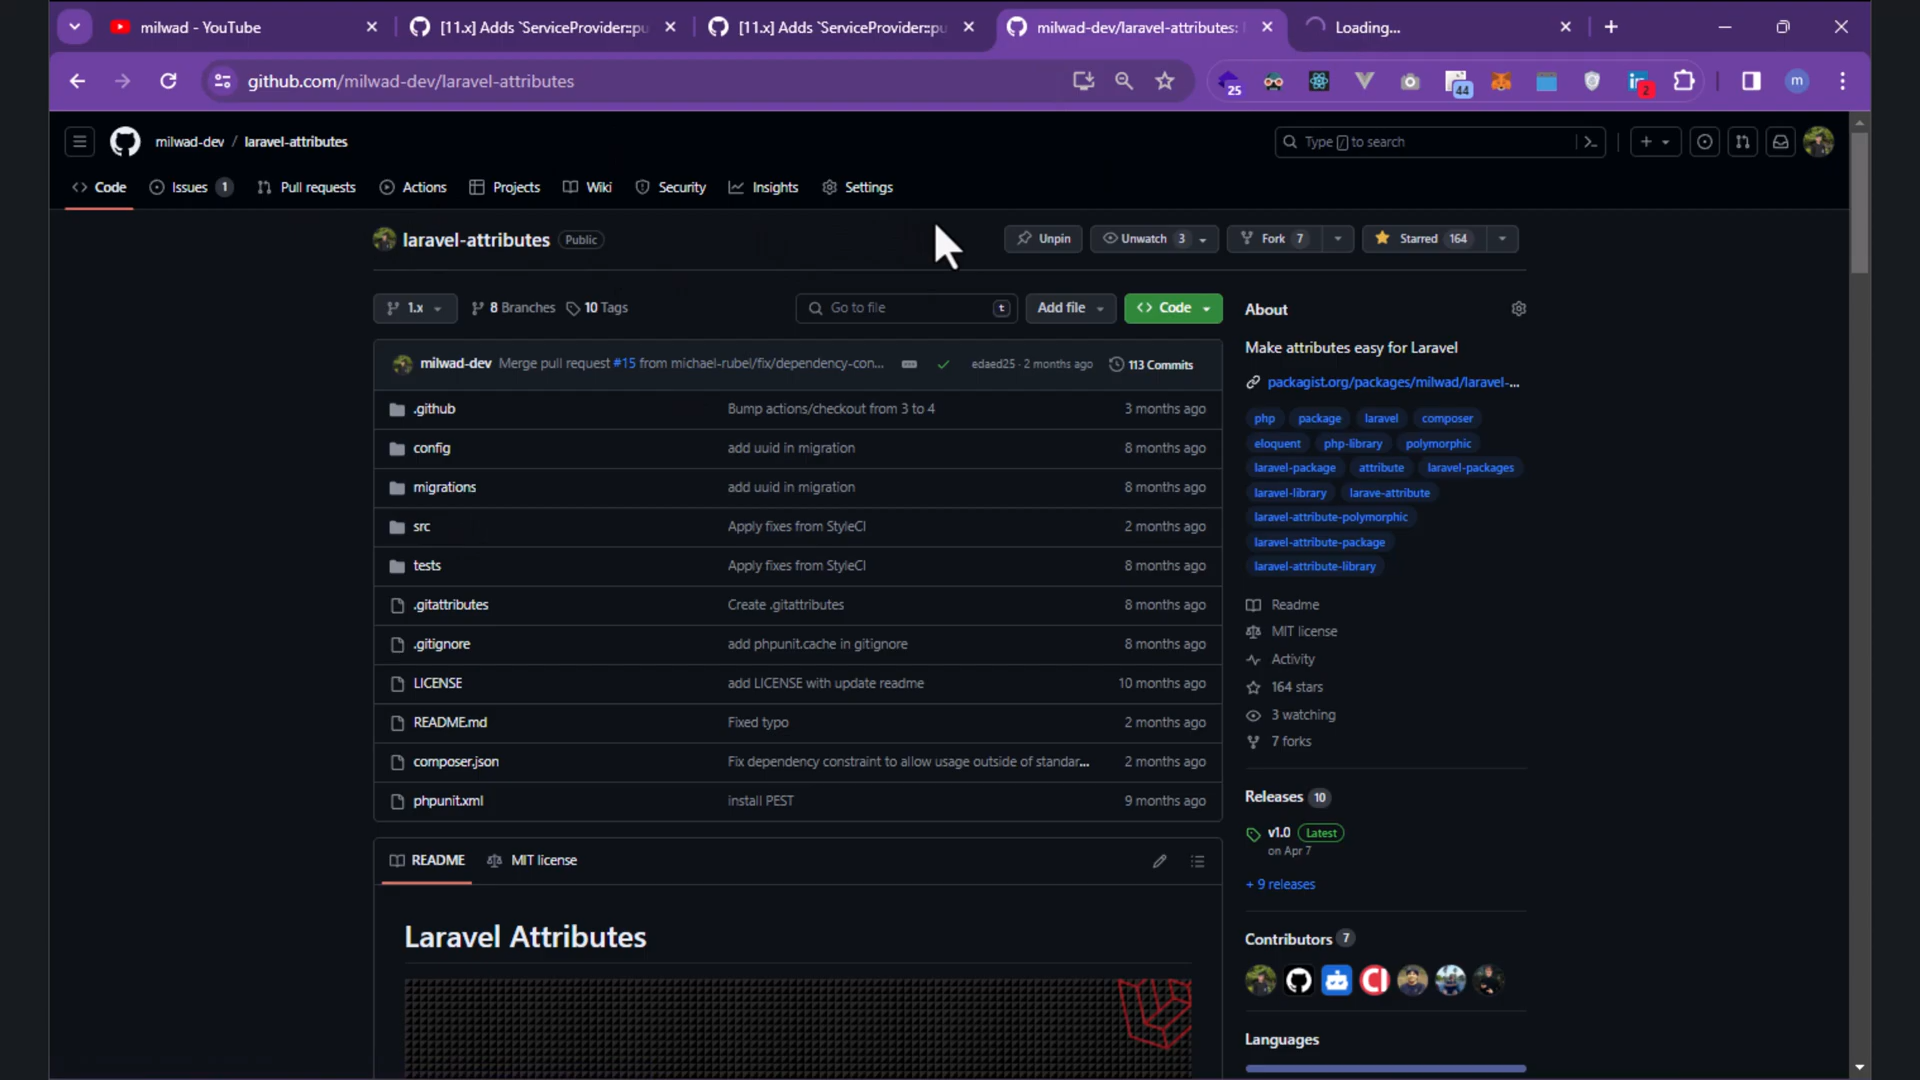 milwad - YouTube
[11.x] Adds `ServiceProvider::pu
[11.x] Adds `ServiceProvider::pu
milwad-dev/laravel-attributes:
Loading...
github.com/milwad-dev/laravel-attributes
25
44
2
m
milwad-dev / laravel-attributes
Type / to search
Code
Issues 1
Pull requests
Actions
Projects
Wiki
Security
Insights
Settings
laravel-attributes Public
Unpin
Unwatch 3
Fork 7
Starred 164
1.x
8 Branches
10 Tags
Go to file t
Add file
Code
milwad-dev Merge pull request #15 from michael-rubel/fix/dependency-con... edaed25 · 2 months ago 113 Commits
.github Bump actions/checkout from 3 to 4 3 months ago
config add uuid in migration 8 months ago
migrations add uuid in migration 8 months ago
src Apply fixes from StyleCI 2 months ago
tests Apply fixes from StyleCI 8 months ago
.gitattributes Create .gitattributes 8 months ago
.gitignore add phpunit.cache in gitignore 8 months ago
LICENSE add LICENSE with update readme 10 months ago
README.md Fixed typo 2 months ago
composer.json Fix dependency constraint to allow usage outside of standar... 2 months ago
phpunit.xml install PEST 9 months ago
README
MIT license
Laravel Attributes
About
Make attributes easy for Laravel
packagist.org/packages/milwad/laravel-...
php package laravel composer
eloquent php-library polymorphic
laravel-package attribute laravel-packages
laravel-library larave-attribute
laravel-attribute-polymorphic
laravel-attribute-package
laravel-attribute-library
Readme
MIT license
Activity
164 stars
3 watching
7 forks
Releases 10
v1.0 Latest
on Apr 7
+ 9 releases
Contributors 7
Languages